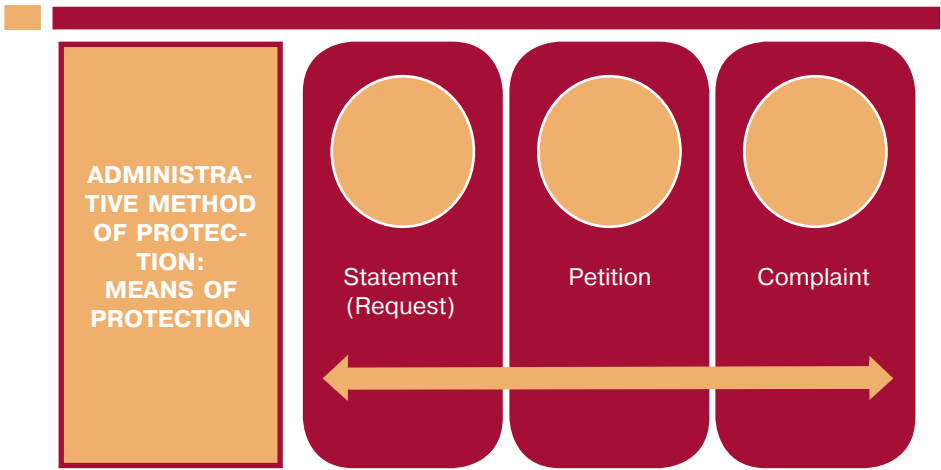 ADMINISTRA-
TIVE METHOD
OF PROTEC-
TION:
MEANS OF
PROTECTION
Statement
(Request)
Petition
Complaint